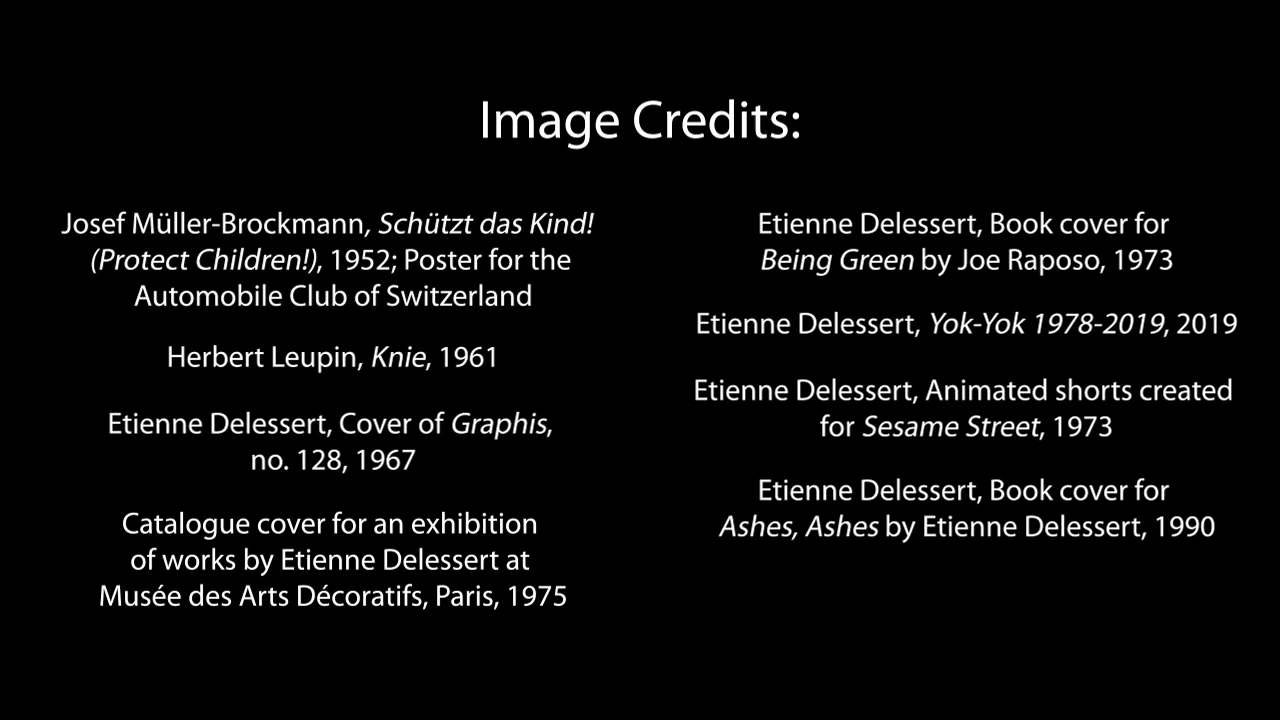 Image Credits:
Josef Müller-Brockmann, Schützt das Kind!
(Protect Children!), 1952; Poster for the
Automobile Club of Switzerland
Herbert Leupin, Knie, 1961
Etienne Delessert, Cover of Graphis,
no. 128, 1967
Catalogue cover for an exhibition
of works by Etienne Delessert at
Musée des Arts Décoratifs, Paris, 1975
Etienne Delessert, Book cover for
Being Green by Joe Raposo, 1973
Etienne Delessert, Yok-Yok 1978-2019, 2019
Etienne Delessert, Animated shorts created
for Sesame Street, 1973
Etienne Delessert, Book cover for
Ashes, Ashes by Etienne Delessert, 1990